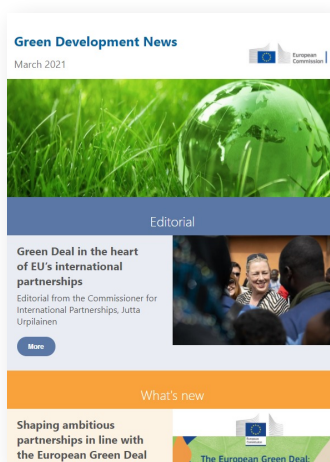 Green Development News
March 2021
European
Commission
Editorial
Green Deal in the heart
of EU's international
partnerships
Editorial from the Commissioner for
International Partnerships, Jutta
Urpilainen
More
What's new
Shaping ambitious
partnerships in line with
the European Green Deal
European
Commission
The European Green Deal: